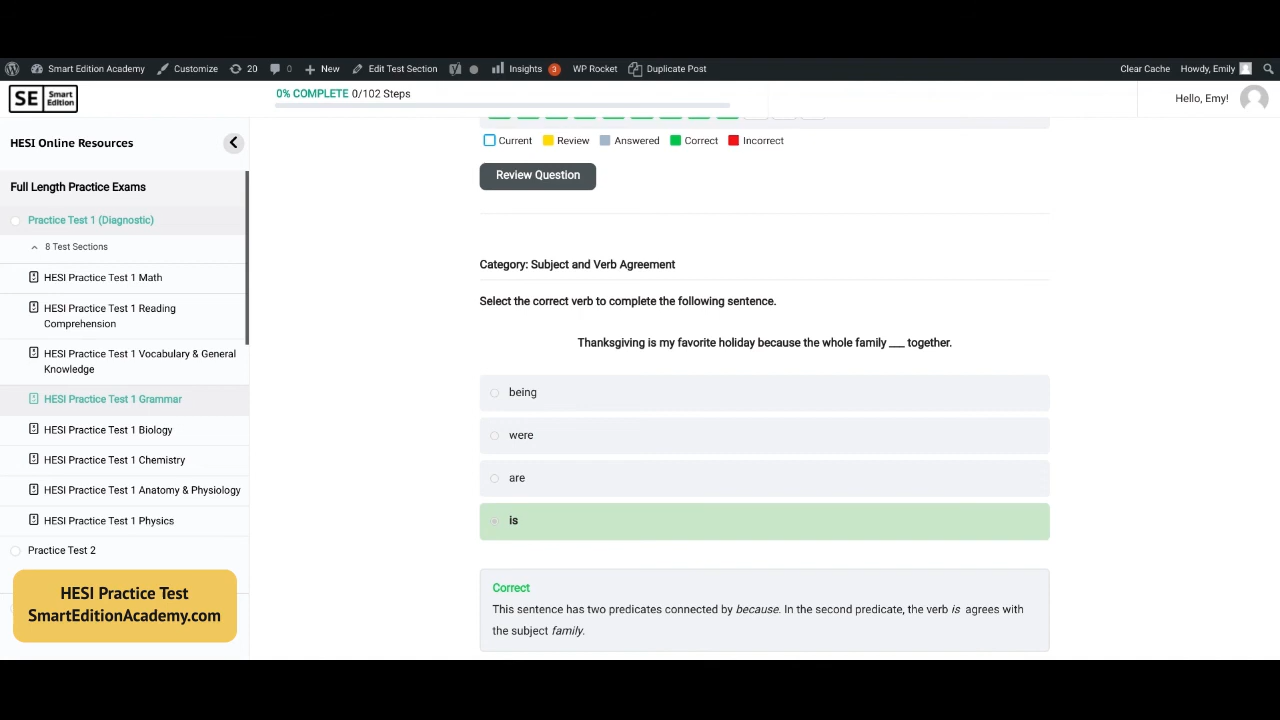 Smart Edition Academy Customize 20 0 New Edit Test Section Insights 3 WP Rocket Duplicate Post Clear Cache Howdy, Emily
SE Smart Edition
0% COMPLETE 0/102 Steps
Hello, Emy!
HESI Online Resources
Full Length Practice Exams
Practice Test 1 (Diagnostic)
8 Test Sections
HESI Practice Test 1 Math
HESI Practice Test 1 Reading
Comprehension
HESI Practice Test 1 Vocabulary & General
Knowledge
HESI Practice Test 1 Grammar
HESI Practice Test 1 Biology
HESI Practice Test 1 Chemistry
HESI Practice Test 1 Anatomy & Physiology
HESI Practice Test 1 Physics
Practice Test 2
HESI Practice Test
SmartEditionAcademy.com
Current Review Answered Correct Incorrect
Review Question
Category: Subject and Verb Agreement
Select the correct verb to complete the following sentence.
Thanksgiving is my favorite holiday because the whole family ___ together.
being
were
are
is
Correct
This sentence has two predicates connected by because. In the second predicate, the verb is agrees with
the subject family.